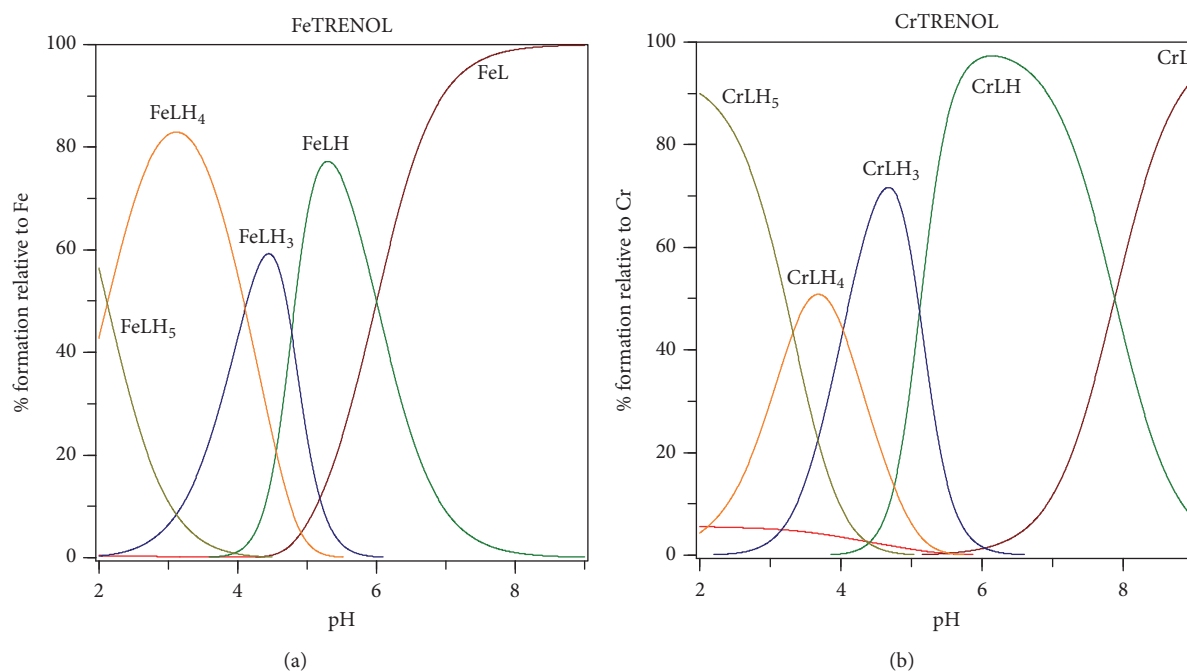 FeTRENOL
% formation relative to Fe
100
80
60
40
20
0
FeLH5
FeLH4
FeLH3
FeLH
FeL
2
4
6
8
pH
(a)
CrTRENOL
% formation relative to Cr
100
80
60
40
20
0
CrLH5
CrLH4
CrLH3
CrLH
CrL
2
4
6
8
pH
(b)